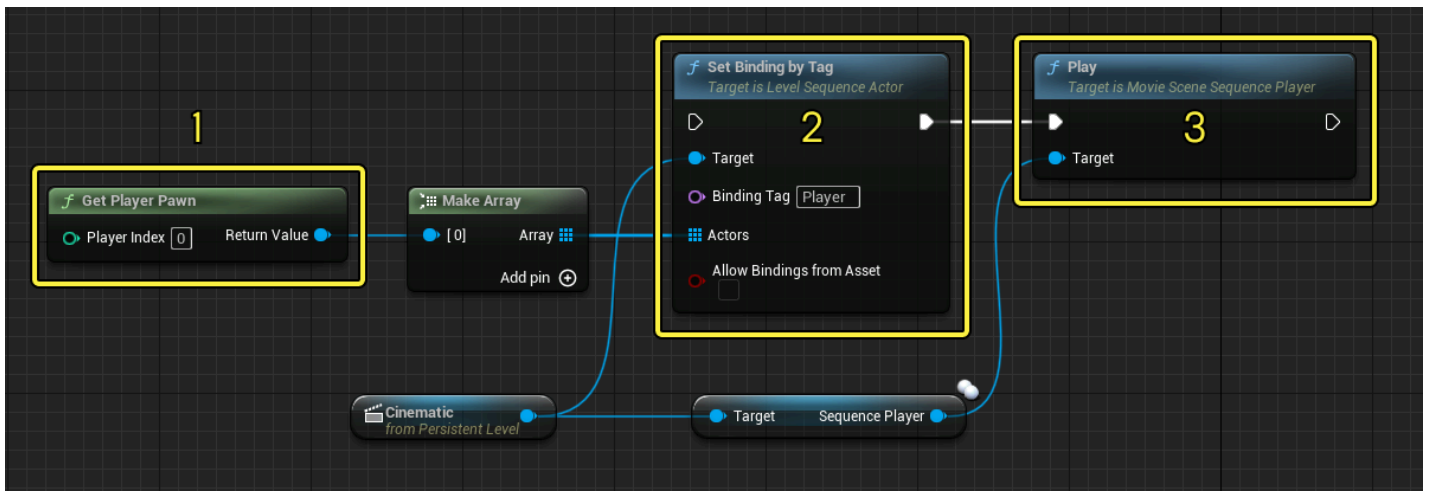 1
Get Player Pawn
Player Index 0 Return Value
Make Array
[0] Array
Add pin
Set Binding by Tag
Target is Level Sequence Actor
2
Target
Binding Tag Player
Actors
Allow Bindings from Asset
Play
Target is Movie Scene Sequence Player
3
Target
Cinematic
from Persistent Level
Target Sequence Player